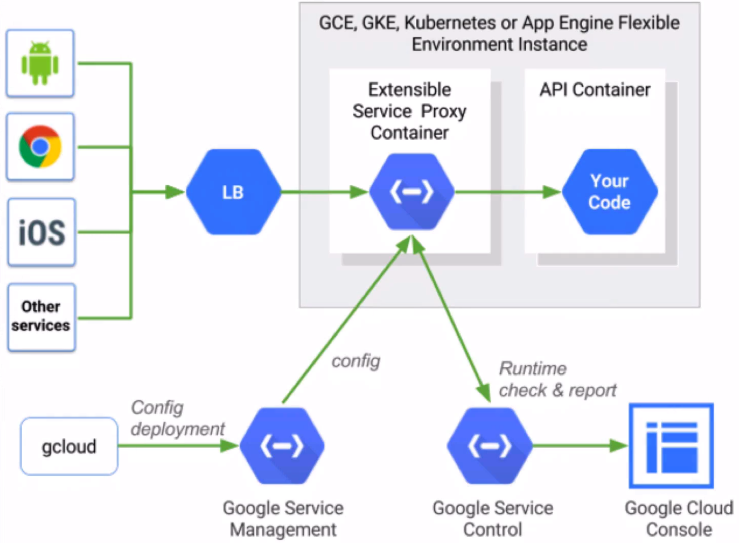 GCE, GKE, Kubernetes or App Engine Flexible
Environment Instance
Extensible
Service Proxy
Container
API Container
iOS
Other
services
LB
Your
Code
config
Runtime
check & report
Config
deployment
gcloud
Google Service
Management
Google Service
Control
Google Cloud
Console